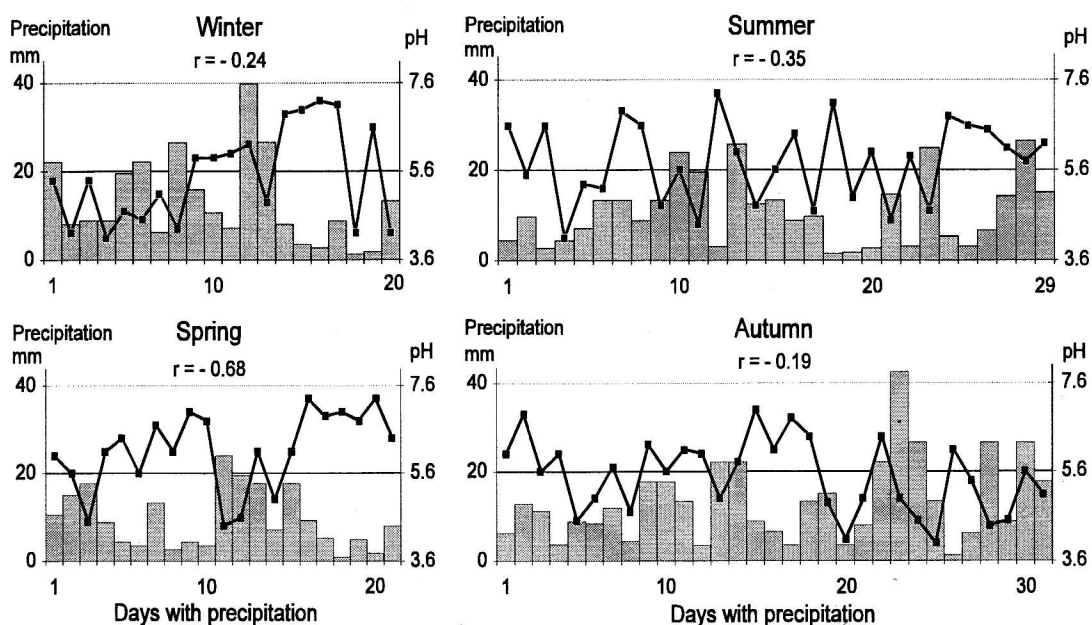 Precipitation
mm
Winter
r = - 0.24
pH
40
20
0
7.6
5.6
3.6
1
10
20
Precipitation
mm
Summer
r = - 0.35
pH
40
20
0
7.6
5.6
3.6
1
10
20
29
Precipitation
mm
Spring
r = - 0.68
pH
40
20
0
7.6
5.6
3.6
1
10
20
Days with precipitation
Precipitation
mm
Autumn
r = - 0.19
pH
40
20
0
7.6
5.6
3.6
1
10
20
30
Days with precipitation